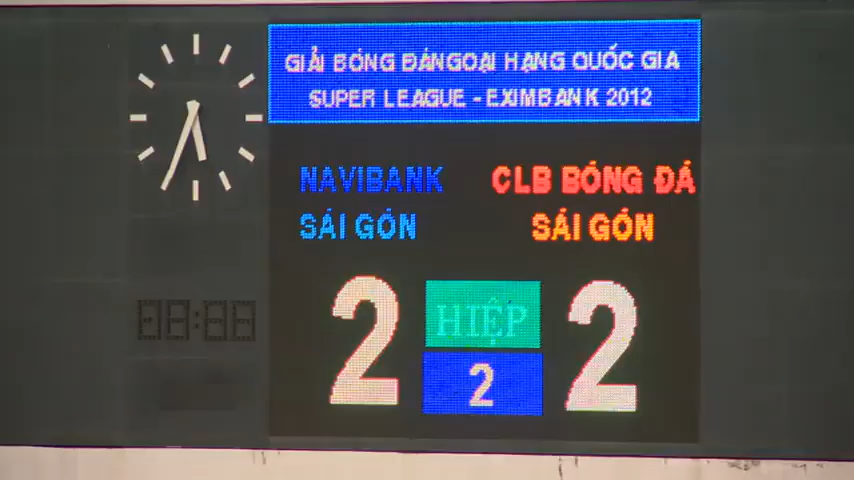 GIẢI BÓNG ĐÁNGOẠI HẠNG QUỐC GIA
SUPER LEAGUE - EXIMBANK 2012
NAVIBANK
SÀI GÒN
CLB BÓNG ĐÁ
SÀI GÒN
2
HIỆP
2
2